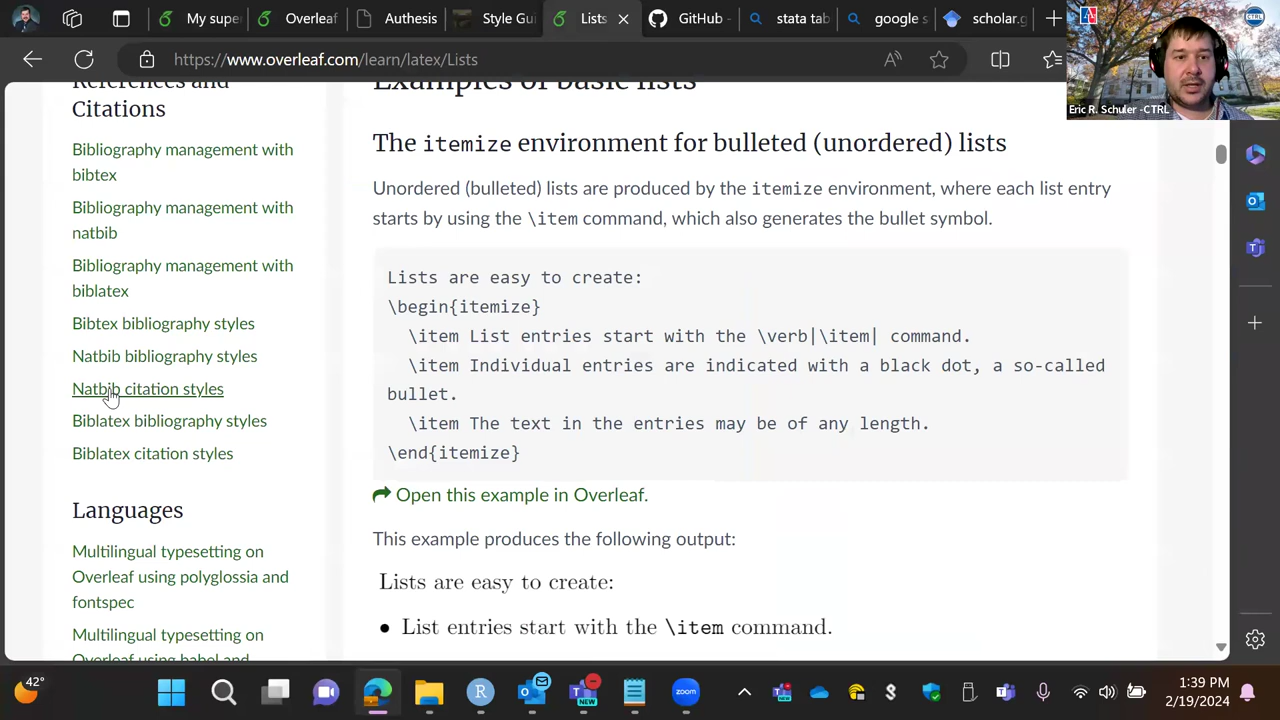 My super
Overleaf
Authesis
Style Gui
Lists
GitHub -
stata tab
google s
scholar.g
https://www.overleaf.com/learn/latex/Lists
CTRL
Eric R. Schuler -CTRL
References and
Citations
Bibliography management with
bibtex
Bibliography management with
natbib
Bibliography management with
biblatex
Bibtex bibliography styles
Natbib bibliography styles
Natbib citation styles
Biblatex bibliography styles
Biblatex citation styles
Languages
Multilingual typesetting on
Overleaf using polyglossia and
fontspec
Multilingual typesetting on
Overleaf using babel and
Examples of basic lists
The itemize environment for bulleted (unordered) lists
Unordered (bulleted) lists are produced by the itemize environment, where each list entry
starts by using the \item command, which also generates the bullet symbol.
Lists are easy to create:
\begin{itemize}
\item List entries start with the \verb|\item| command.
\item Individual entries are indicated with a black dot, a so-called
bullet.
\item The text in the entries may be of any length.
\end{itemize}
Open this example in Overleaf.
This example produces the following output:
Lists are easy to create:
• List entries start with the \item command.
42°
R
zoom
NEW
NEW
1:39 PM
2/19/2024